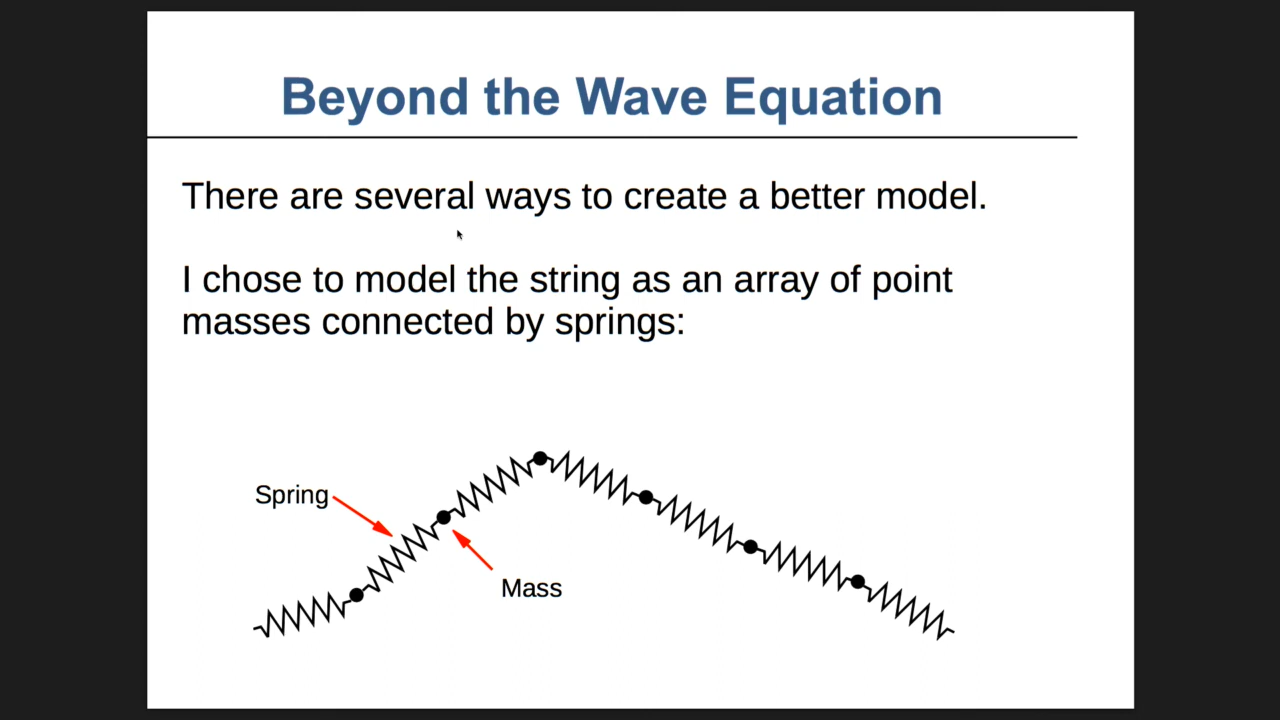 Beyond the Wave Equation
There are several ways to create a better model.
I chose to model the string as an array of point
masses connected by springs:
Spring
Mass